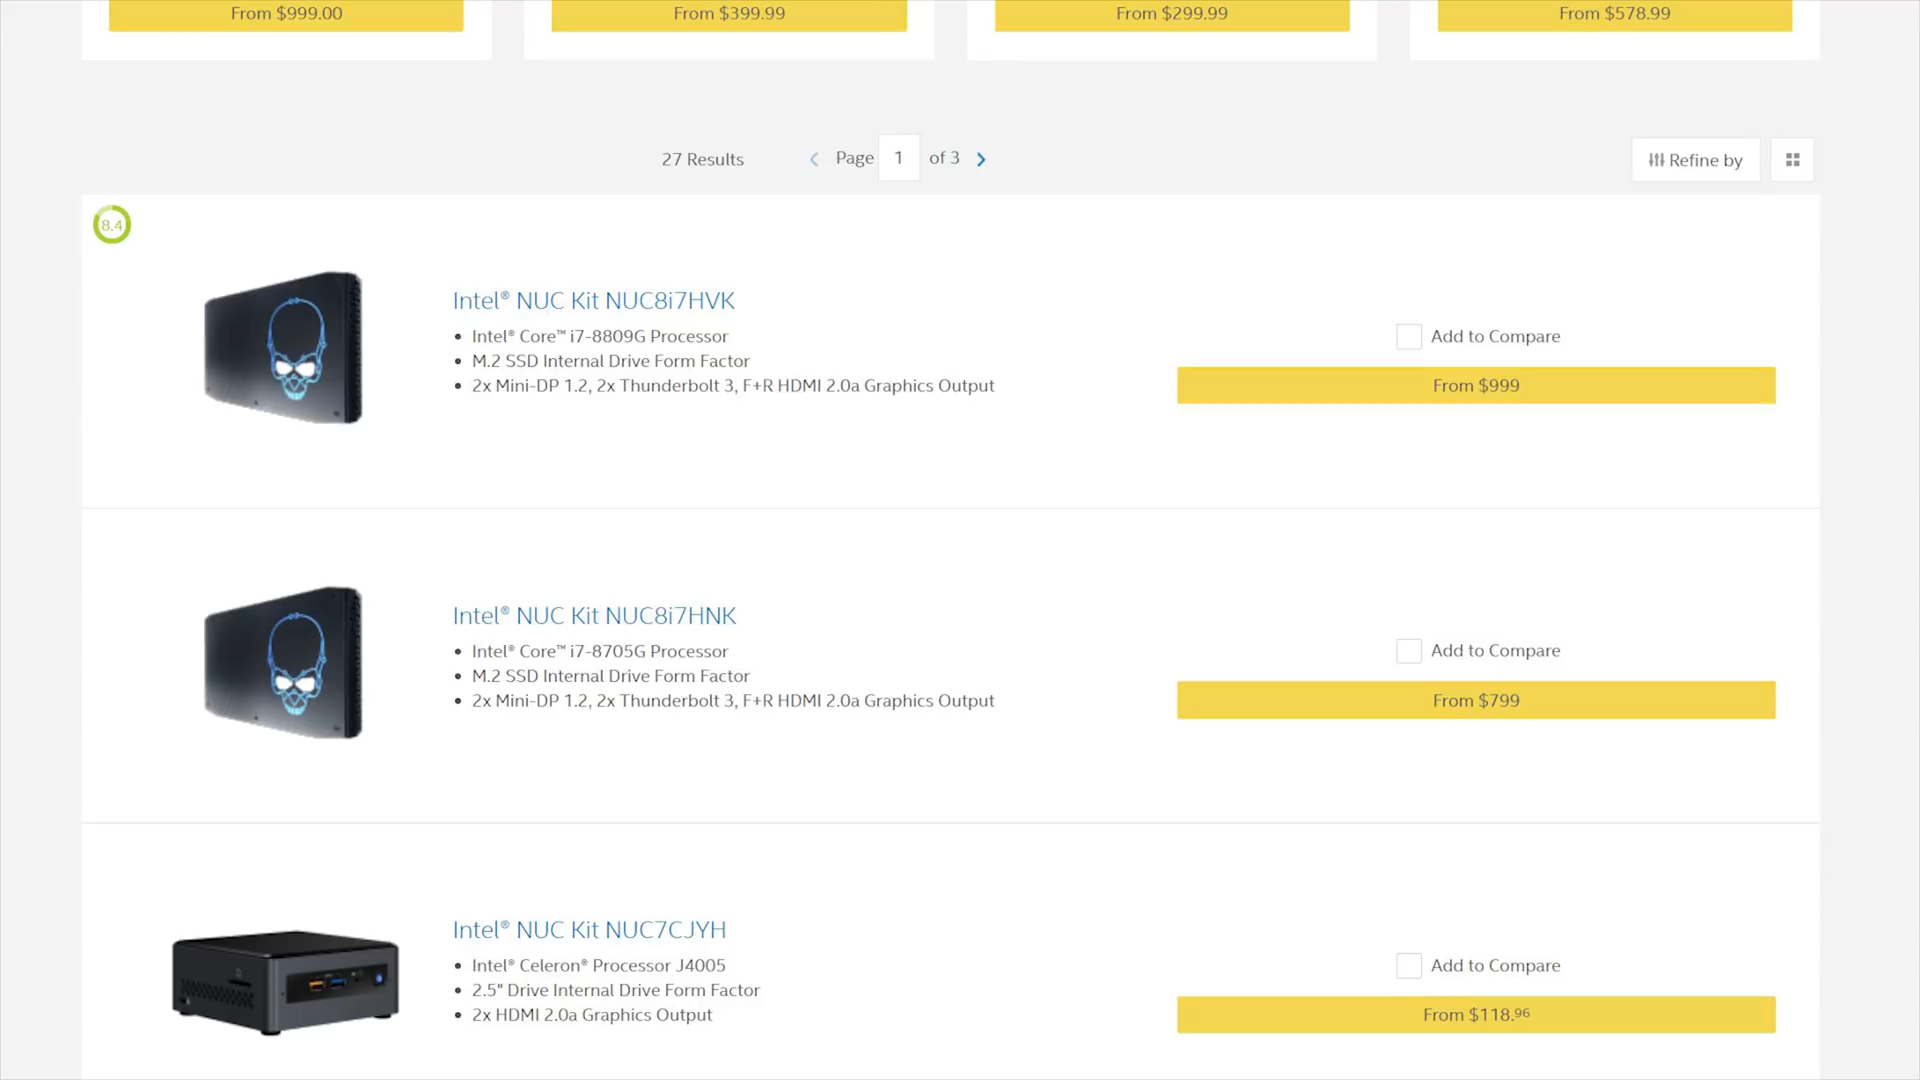 From $999.00
From $399.99
From $299.99
From $578.99
27 Results
Page 1 of 3
Refine by
8.4
Intel® NUC Kit NUC8i7HVK
• Intel® Core™ i7-8809G Processor
• M.2 SSD Internal Drive Form Factor
• 2x Mini-DP 1.2, 2x Thunderbolt 3, F+R HDMI 2.0a Graphics Output
Add to Compare
From $999
Intel® NUC Kit NUC8i7HNK
• Intel® Core™ i7-8705G Processor
• M.2 SSD Internal Drive Form Factor
• 2x Mini-DP 1.2, 2x Thunderbolt 3, F+R HDMI 2.0a Graphics Output
Add to Compare
From $799
Intel® NUC Kit NUC7CJYH
• Intel® Celeron® Processor J4005
• 2.5" Drive Internal Drive Form Factor
• 2x HDMI 2.0a Graphics Output
Add to Compare
From $118.96